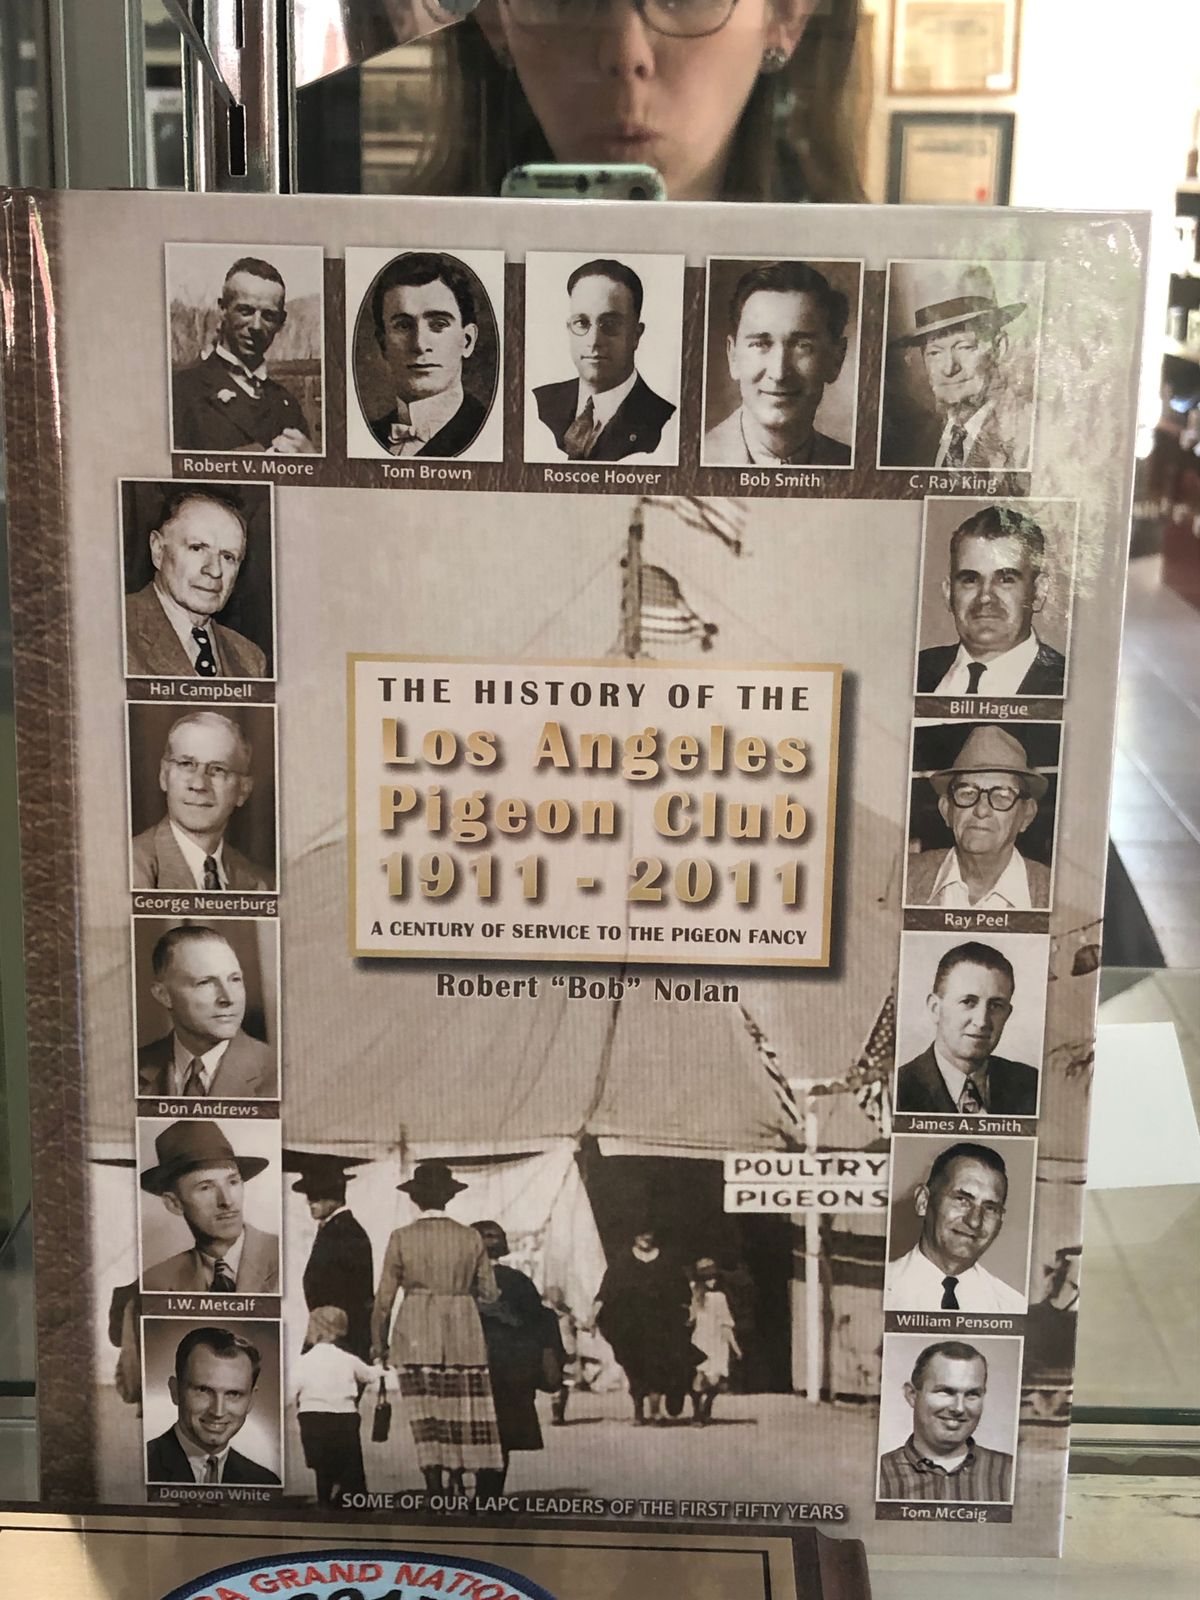 Robert V. Moore
Tom Brown
Roscoe Hoover
Bob Smith
C. Ray King
Hal Campbell
Bill Hague
THE HISTORY OF THE
Los Angeles
Pigeon Club
1911 - 2011
A CENTURY OF SERVICE TO THE PIGEON FANCY
Robert “Bob” Nolan
George Neuerburg
Ray Peel
Don Andrews
James A. Smith
POULTRY
PIGEONS
I.W. Metcalf
William Pensom
Donovon White
Tom McCaig
SOME OF OUR LAPC LEADERS OF THE FIRST FIFTY YEARS
GRAND